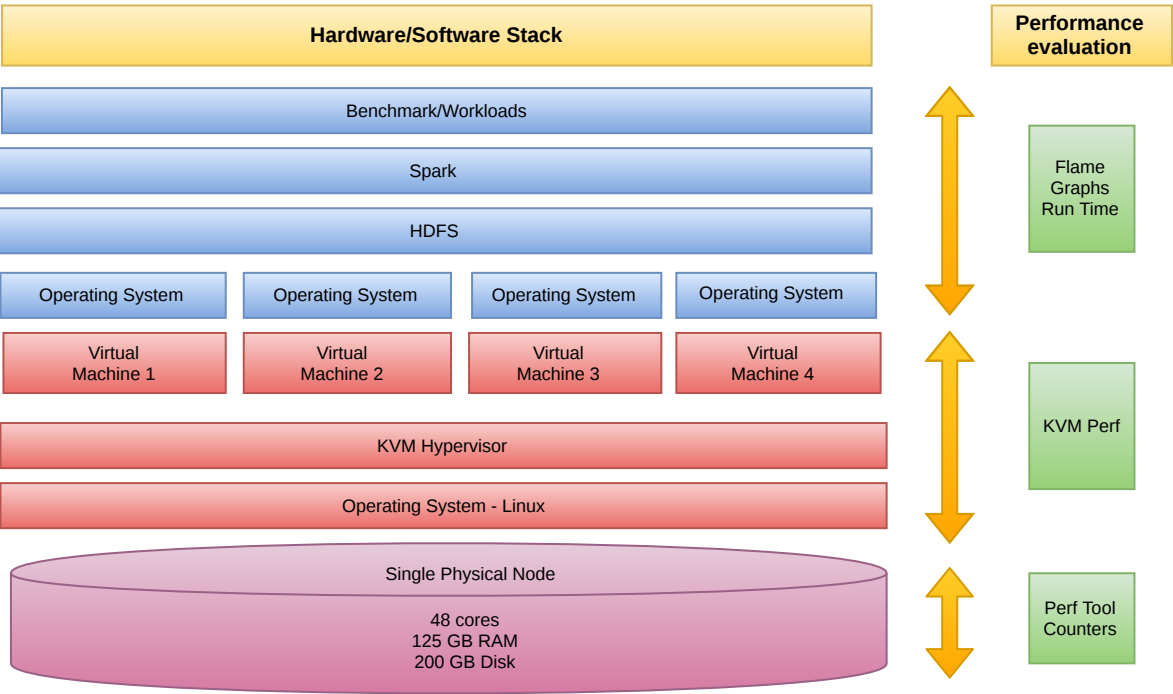 Hardware/Software Stack
Performance
evaluation
Benchmark/Workloads
Spark
HDFS
Flame
Graphs
Run Time
Operating System
Operating System
Operating System
Operating System
Virtual
Machine 1
Virtual
Machine 2
Virtual
Machine 3
Virtual
Machine 4
KVM Hypervisor
Operating System - Linux
KVM Perf
Single Physical Node
48 cores
125 GB RAM
200 GB Disk
Perf Tool
Counters